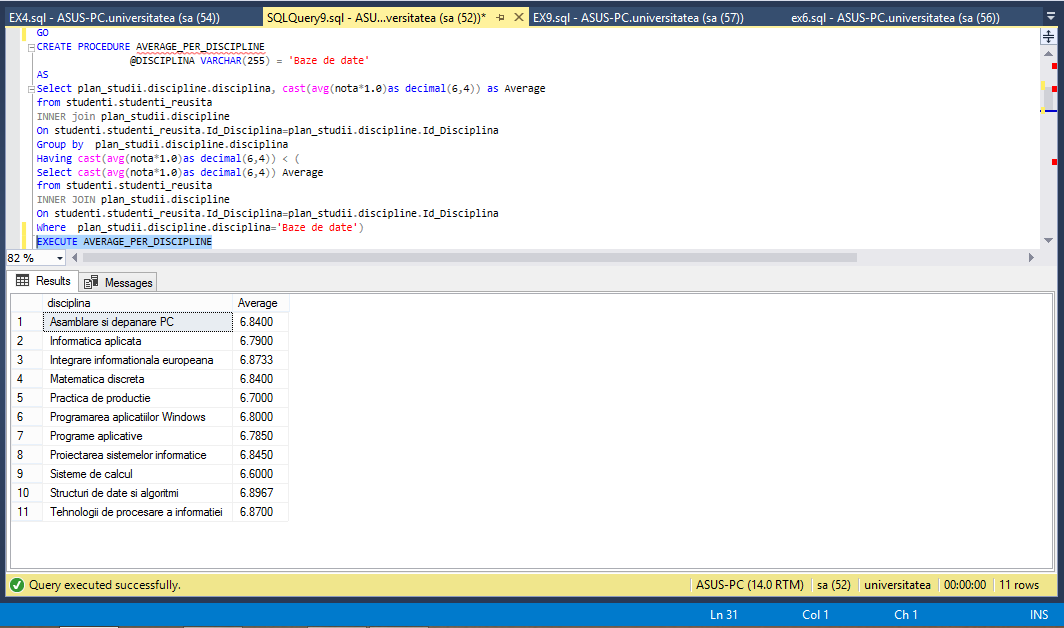 EX4.sql - ASUS-PC.universitatea (sa (54)) SQLQuery9.sql - ASU...versitatea (sa (52))* EX9.sql - ASUS-PC.universitatea (sa (57)) ex6.sql - ASUS-PC.universitatea (sa (56))
GO
CREATE PROCEDURE AVERAGE_PER_DISCIPLINE
@DISCIPLINA VARCHAR(255) = 'Baze de date'
AS
Select plan_studii.discipline.disciplina, cast(avg(nota*1.0)as decimal(6,4)) as Average
from studenti.studenti_reusita
INNER join plan_studii.discipline
On studenti.studenti_reusita.Id_Disciplina=plan_studii.discipline.Id_Disciplina
Group by  plan_studii.discipline.disciplina
Having cast(avg(nota*1.0)as decimal(6,4)) < (
Select cast(avg(nota*1.0)as decimal(6,4)) Average
from studenti.studenti_reusita
INNER JOIN plan_studii.discipline
On studenti.studenti_reusita.Id_Disciplina=plan_studii.discipline.Id_Disciplina
Where  plan_studii.discipline.disciplina='Baze de date')
EXECUTE AVERAGE_PER_DISCIPLINE
82 %
Results Messages
disciplina Average
1 Asamblare si depanare PC 6.8400
2 Informatica aplicata 6.7900
3 Integrare informationala europeana 6.8733
4 Matematica discreta 6.8400
5 Practica de productie 6.7000
6 Programarea aplicatiilor Windows 6.8000
7 Programe aplicative 6.7850
8 Proiectarea sistemelor informatice 6.8450
9 Sisteme de calcul 6.6000
10 Structuri de date si algoritmi 6.8967
11 Tehnologii de procesare a informatiei 6.8700
Query executed successfully. ASUS-PC (14.0 RTM) sa (52) universitatea 00:00:00 11 rows
Ln 31 Col 1 Ch 1 INS